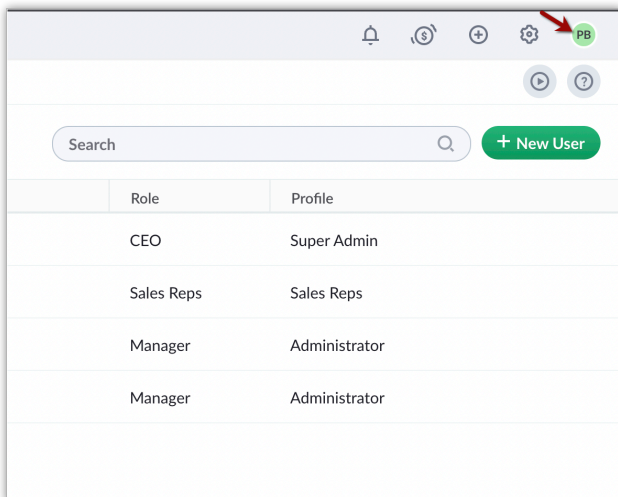 PB
Search
+ New User
Role Profile
CEO Super Admin
Sales Reps Sales Reps
Manager Administrator
Manager Administrator